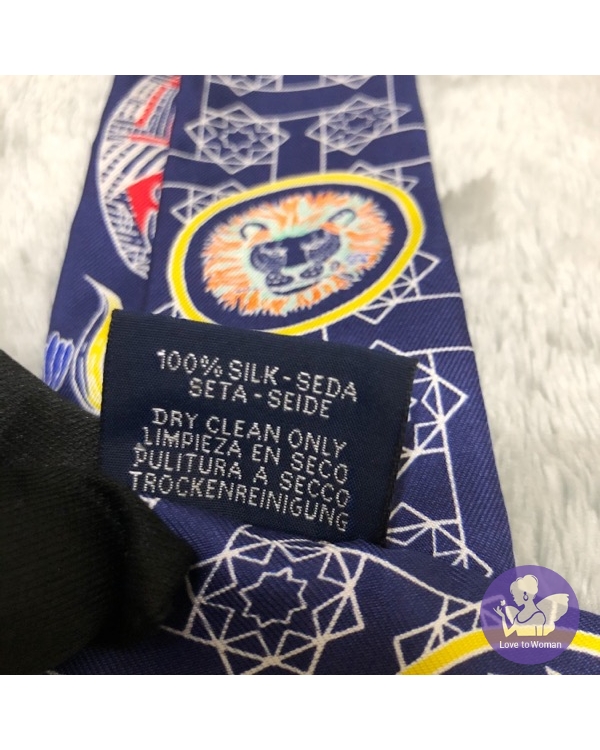 100% SILK - SEDA
SETA - SEIDE
DRY CLEAN ONLY
LIMPIEZA EN SECO
PULITURA A SECCO
TROCKENREINIGUNG
Love to Woman